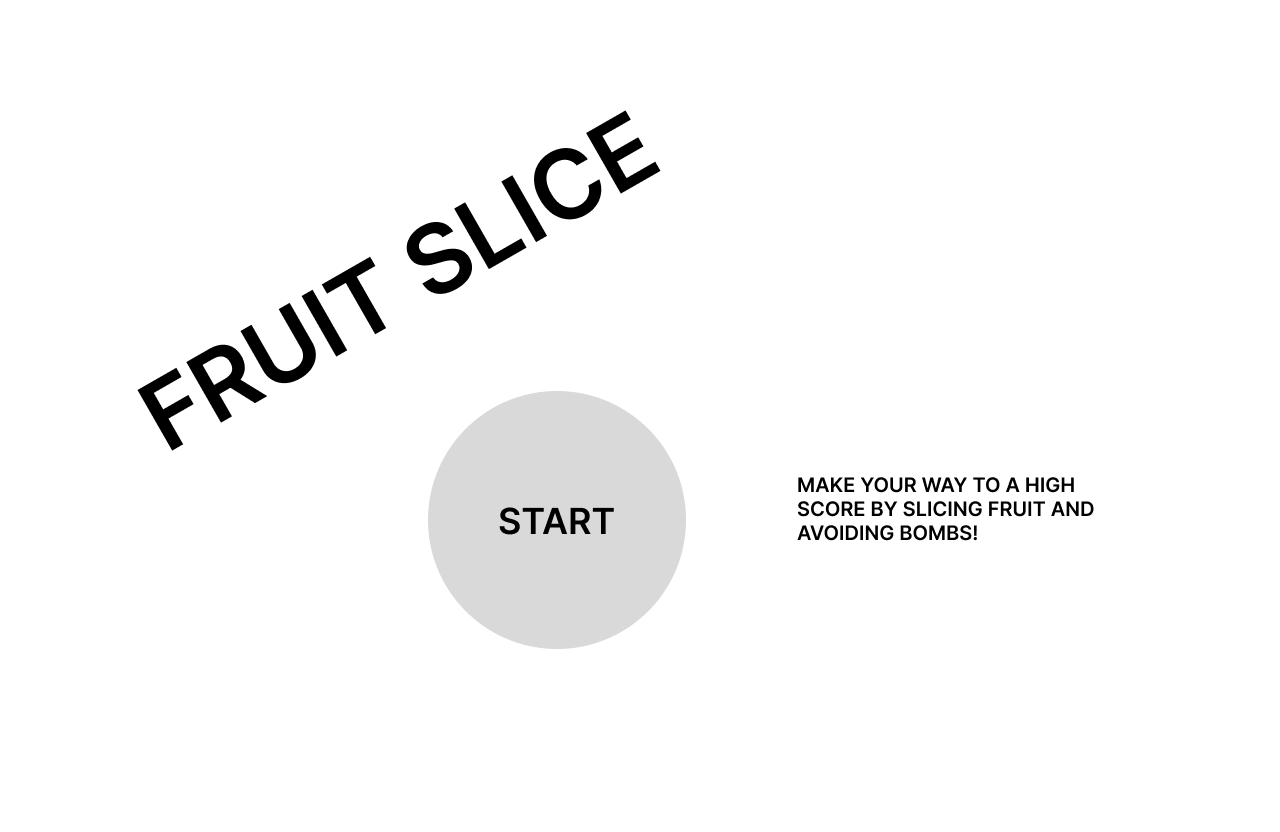 FRUIT SLICE
START
MAKE YOUR WAY TO A HIGH
SCORE BY SLICING FRUIT AND
AVOIDING BOMBS!